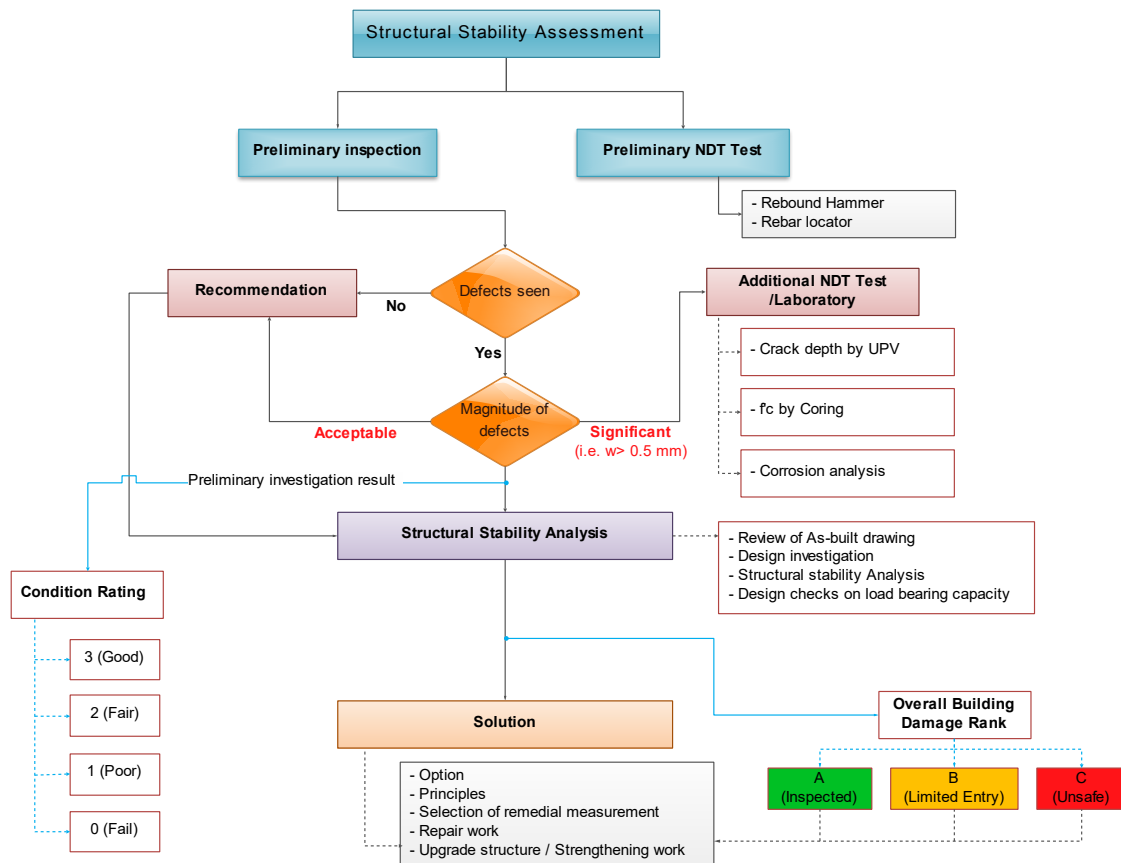 Structural Stability Assessment
Preliminary inspection
Preliminary NDT Test
- Rebound Hammer
- Rebar locator
Defects seen
Recommendation
No
Additional NDT Test
/Laboratory
Yes
- Crack depth by UPV
Magnitude of
defects
Acceptable
Significant
(i.e. w> 0.5 mm)
- f'c by Coring
- Corrosion analysis
Preliminary investigation result
Structural Stability Analysis
- Review of As-built drawing
- Design investigation
- Structural stability Analysis
- Design checks on load bearing capacity
Condition Rating
3 (Good)
2 (Fair)
1 (Poor)
0 (Fail)
Solution
Overall Building
Damage Rank
- Option
- Principles
- Selection of remedial measurement
- Repair work
- Upgrade structure / Strengthening work
A
(Inspected)
B
(Limited Entry)
C
(Unsafe)